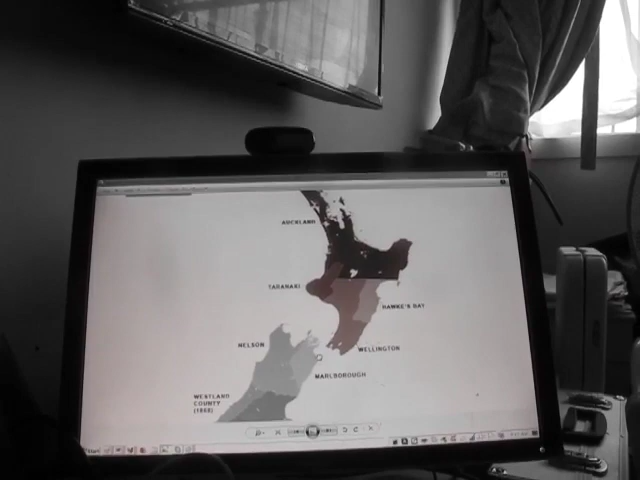 AUCKLAND
TARANAKI
HAWKE'S BAY
NELSON
WELLINGTON
MARLBOROUGH
WESTLAND
COUNTY
(1868)